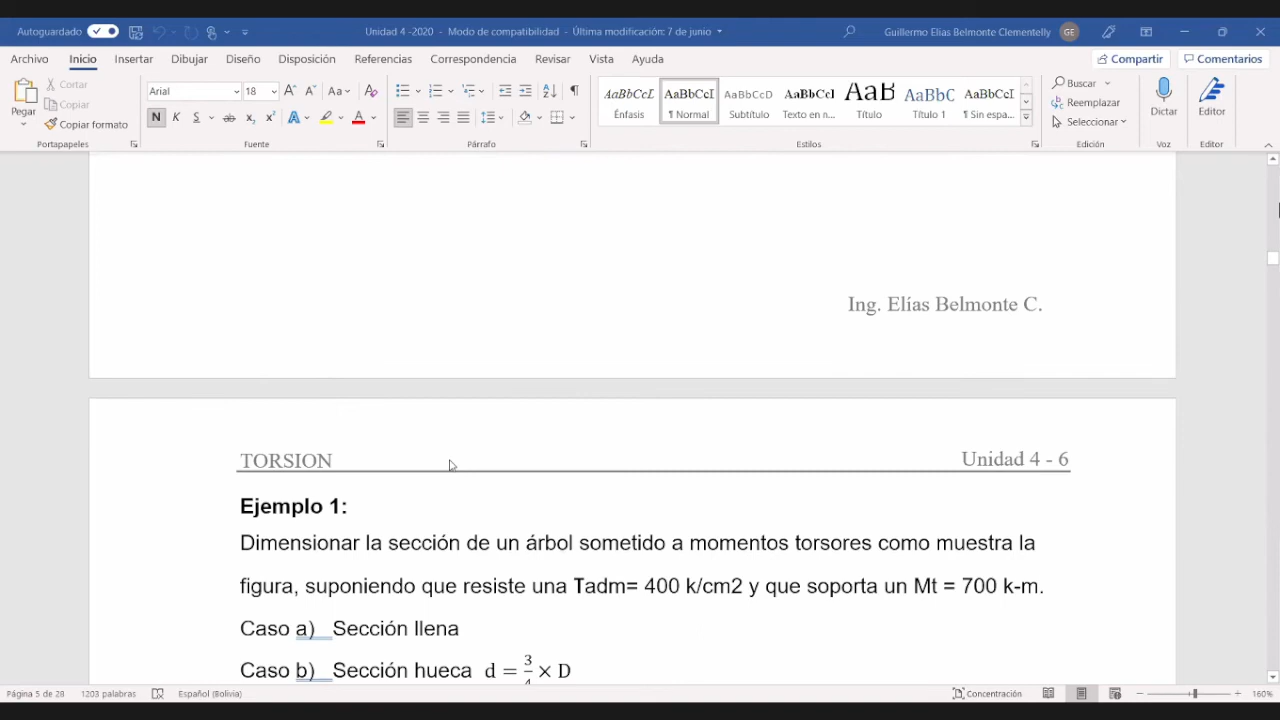 Autoguardado
Unidad 4 -2020 - Modo de compatibilidad - Última modificación: 7 de junio
Guillermo Elías Belmonte Clementelly GE
Archivo Inicio Insertar Dibujar Diseño Disposición Referencias Correspondencia Revisar Vista Ayuda Compartir Comentarios
Pegar Cortar
Copiar
Copiar formato
Arial 18 Aa
N K S ab x₂ x² A A
AaBbCcL Énfasis
AaBbCcI ¶ Normal
AaBbCcD Subtítulo
AaBbCcI Texto en n...
AaB Título
AaBbC Título 1
AaBbCcI ¶ Sin espa...
Buscar
Reemplazar
Seleccionar
Dictar
Editor
Portapapeles Fuente Párrafo Estilos Edición Voz Editor
Ing. Elías Belmonte C.
TORSION Unidad 4 - 6
Ejemplo 1:
Dimensionar la sección de un árbol sometido a momentos torsores como muestra la
figura, suponiendo que resiste una Tadm= 400 k/cm2 y que soporta un Mt = 700 k-m.
Caso a) Sección llena
Caso b) Sección hueca d = 3/4 × D
Página 5 de 28 1203 palabras Español (Bolivia) Concentración 160%